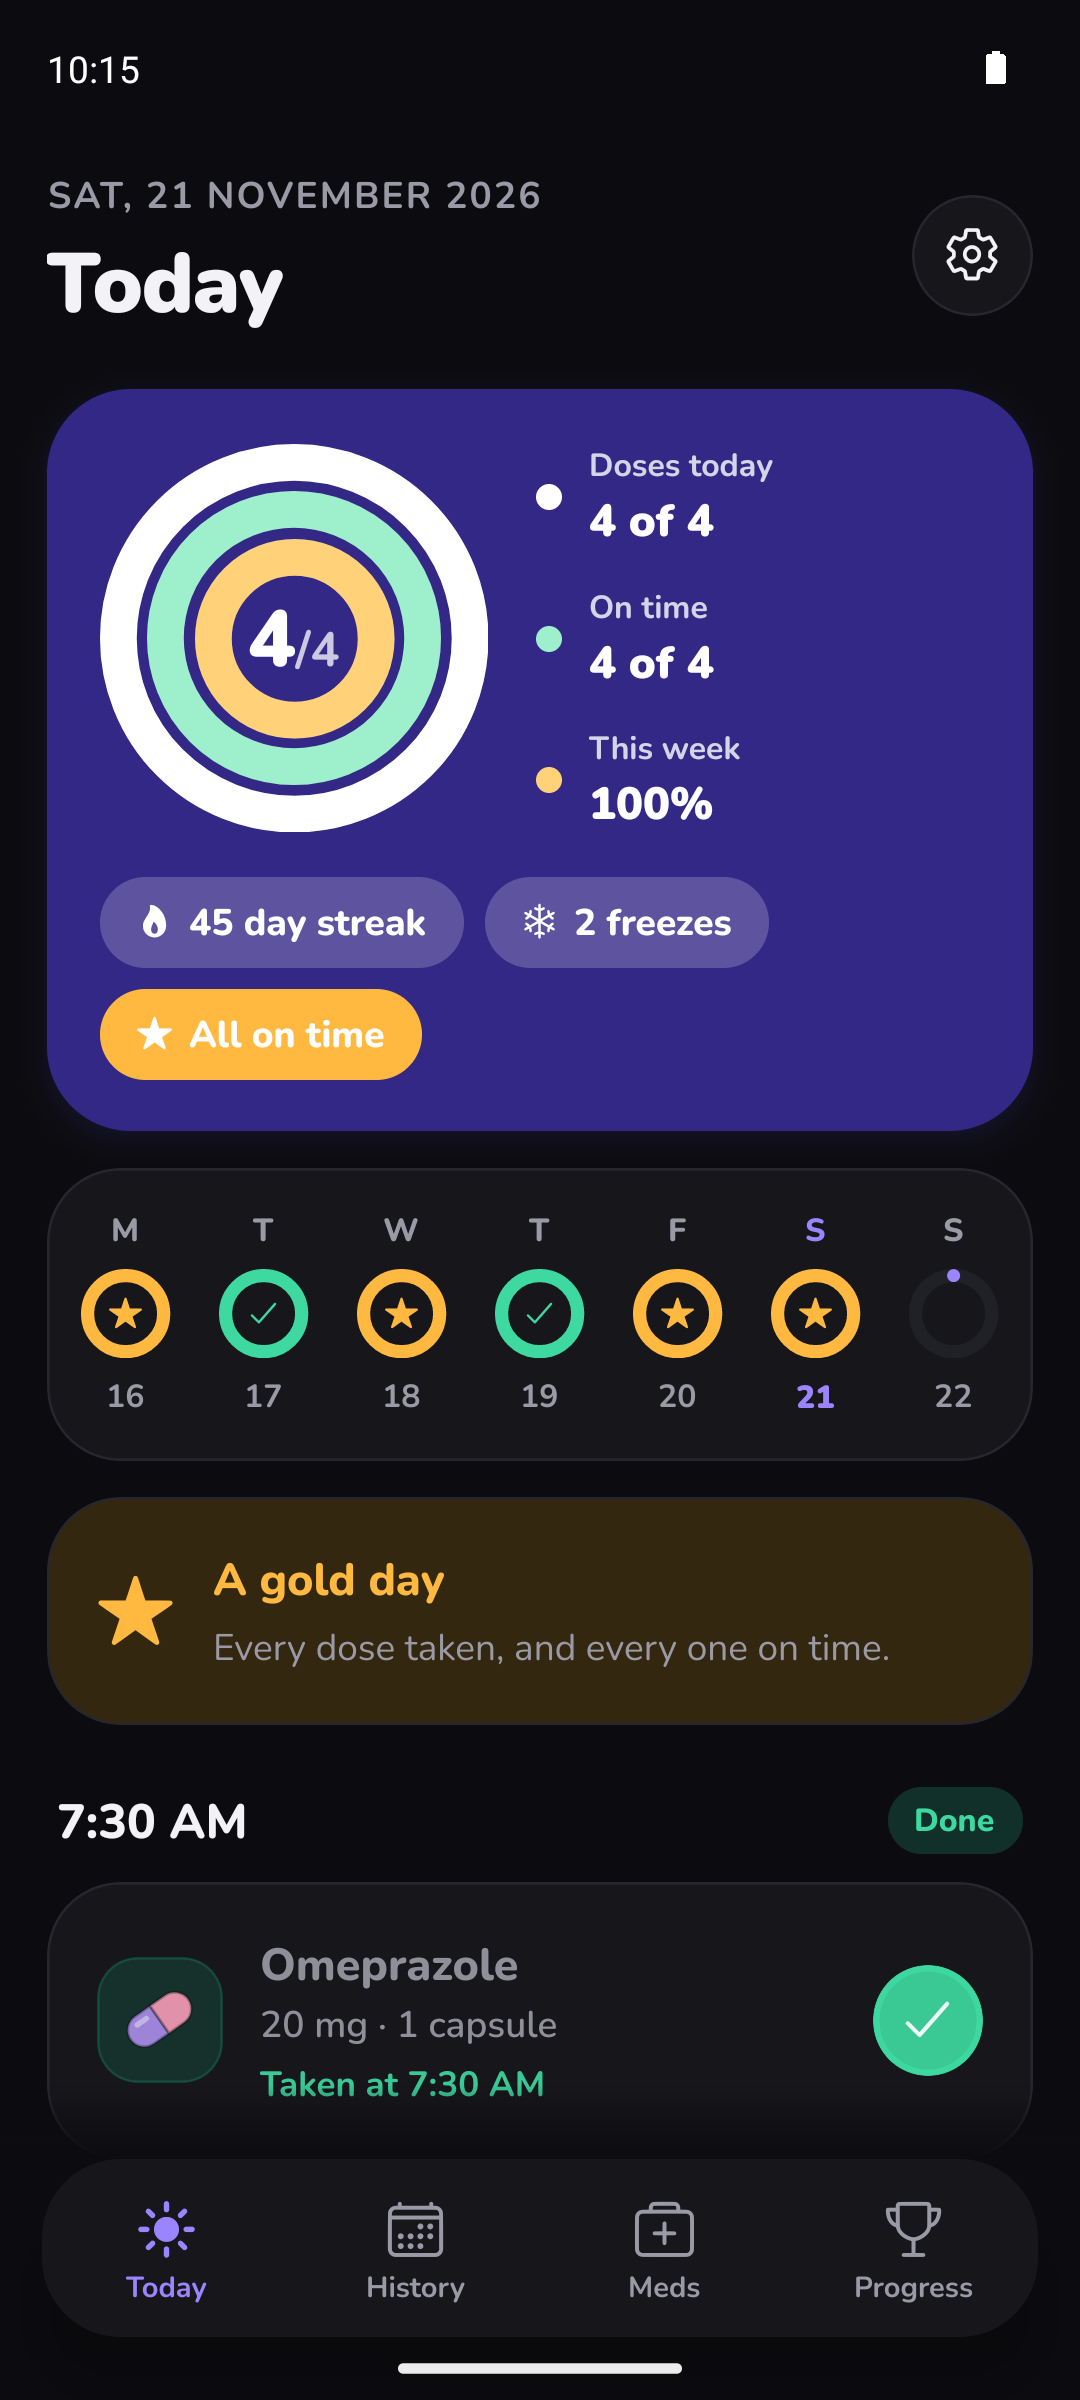 10:15
SAT, 21 NOVEMBER 2026
Today
4/4
Doses today
4 of 4
On time
4 of 4
This week
100%
45 day streak
2 freezes
All on time
M T W T F S S
16 17 18 19 20 21 22
A gold day
Every dose taken, and every one on time.
7:30 AM
Done
Omeprazole
20 mg · 1 capsule
Taken at 7:30 AM
Today History Meds Progress